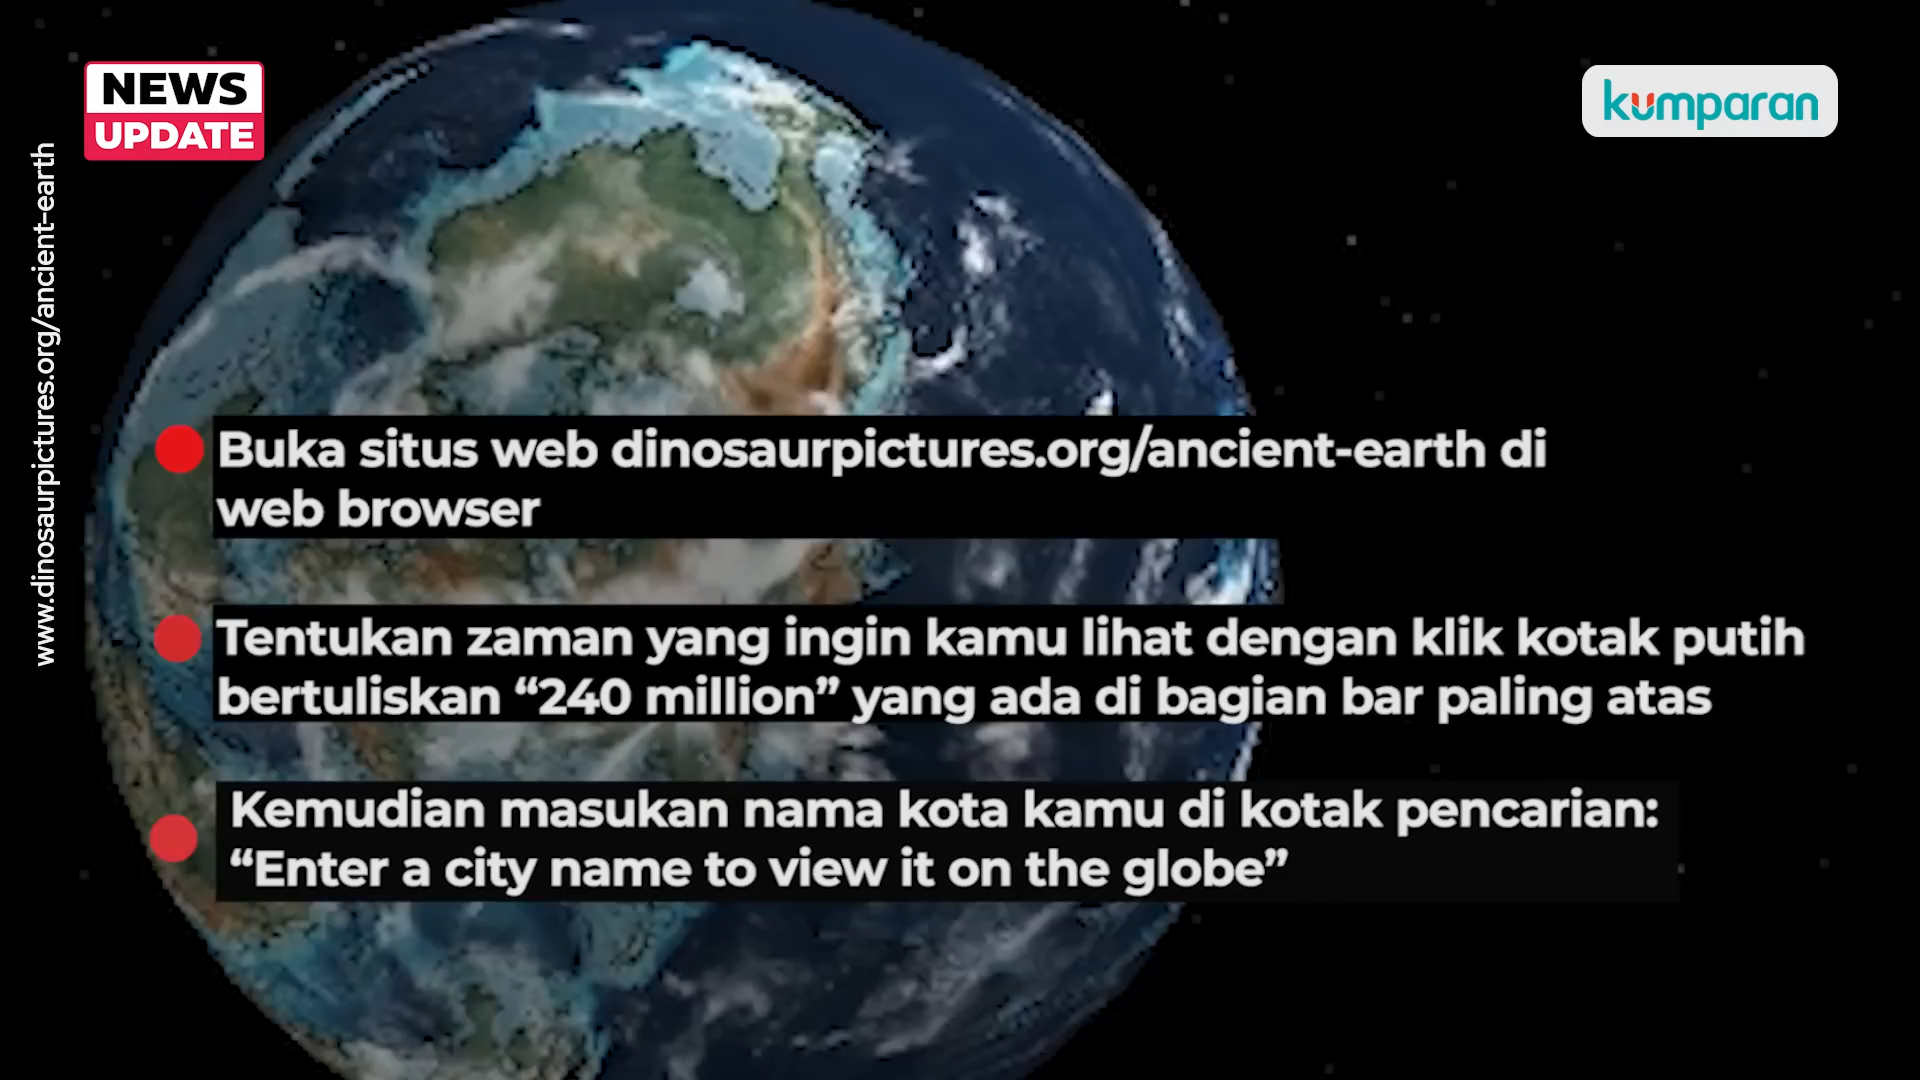 NEWS
UPDATE
kumparan
www.dinosaurpictures.org/ancient-earth
Buka situs web dinosaurpictures.org/ancient-earth di
web browser
Tentukan zaman yang ingin kamu lihat dengan klik kotak putih
bertuliskan “240 million” yang ada di bagian bar paling atas
Kemudian masukan nama kota kamu di kotak pencarian:
“Enter a city name to view it on the globe”